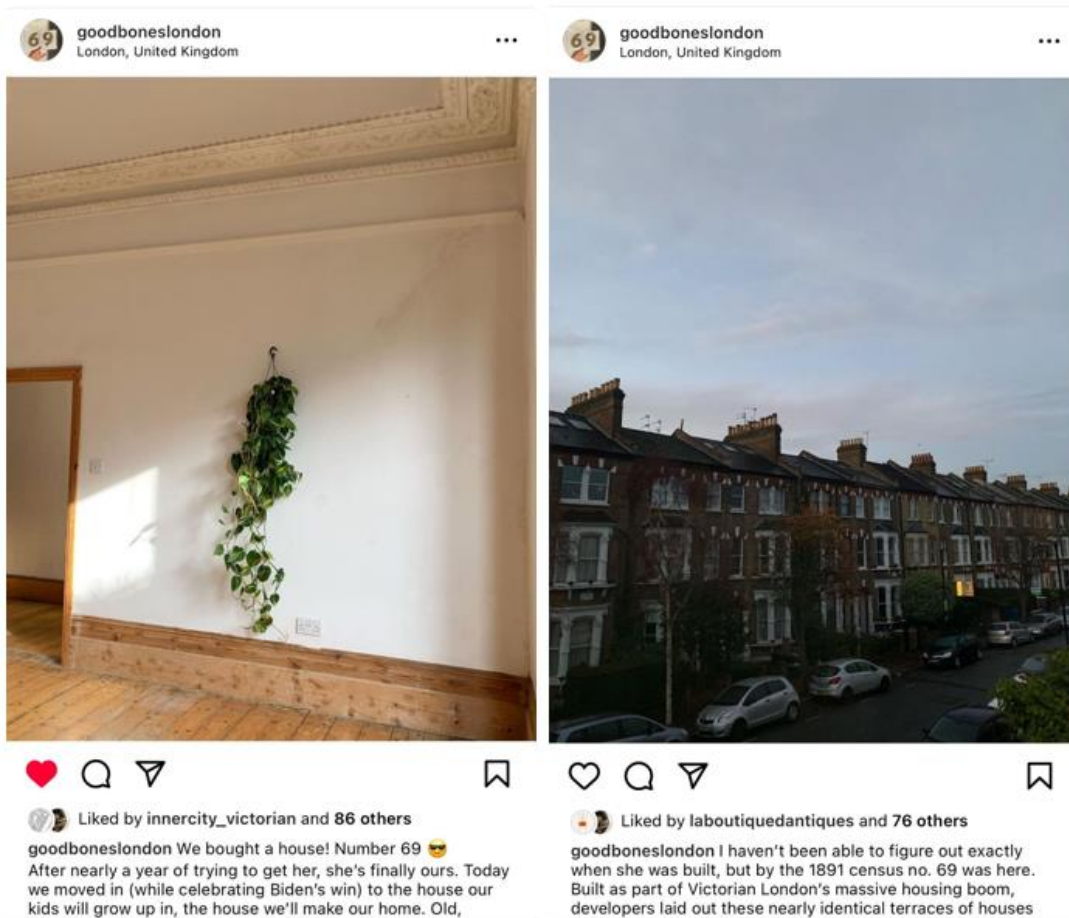 goodboneslondon
London, United Kingdom
69
Liked by innercity_victorian and 86 others
goodboneslondon We bought a house! Number 69 😎
After nearly a year of trying to get her, she's finally ours. Today
we moved in (while celebrating Biden's win) to the house our
kids will grow up in, the house we'll make our home. Old,
goodboneslondon
London, United Kingdom
69
Liked by laboutiquedantiques and 76 others
goodboneslondon I haven't been able to figure out exactly
when she was built, but by the 1891 census no. 69 was here.
Built as part of Victorian London's massive housing boom,
developers laid out these nearly identical terraces of houses